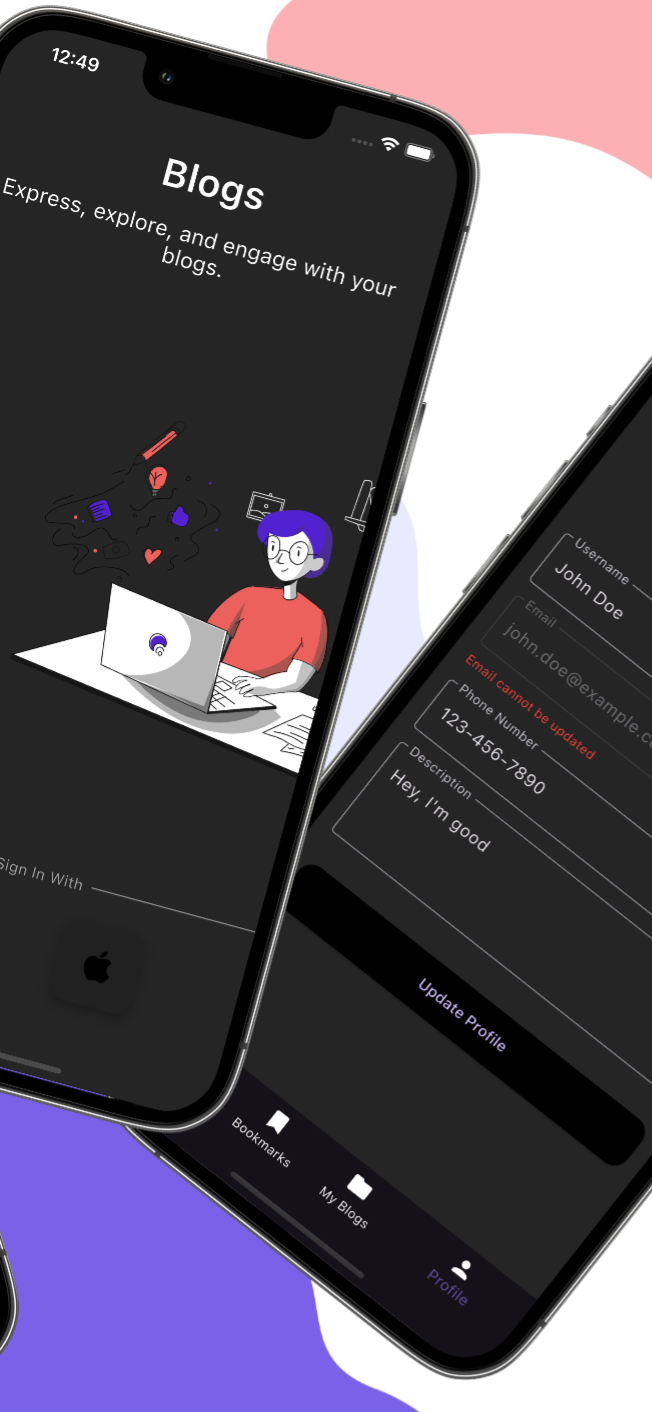 12:49
Blogs
Express, explore, and engage with your
blogs.
Sign In With
Username
John Doe
Email
john.doe@example.c
Email cannot be updated
Phone Number
123-456-7890
Description
Hey, I'm good
Update Profile
Bookmarks
My Blogs
Profile